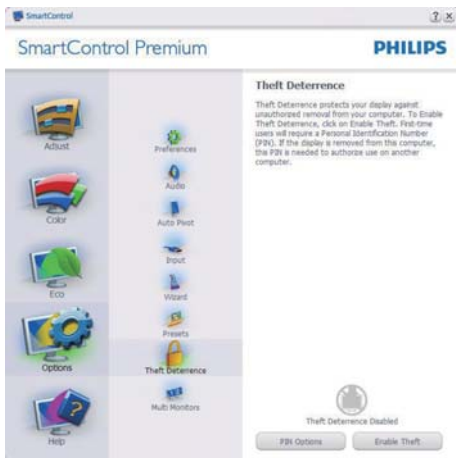 SmartControl
SmartControl Premium
PHILIPS
Adjust
Color
Eco
Options
Help
Preferences
Audio
Auto Pivot
Input
Wizard
Presets
Theft Deterrence
Multi Monitors
Theft Deterrence
Theft Deterrence protects your display against
unauthorized removal from your computer. To Enable
Theft Deterrence, click on Enable Theft. First-time
users will require a Personal Identification Number
(PIN). If the display is removed from this computer,
this PIN is needed to authorize use on another
computer.
Theft Deterrence Disabled
PIN Options
Enable Theft